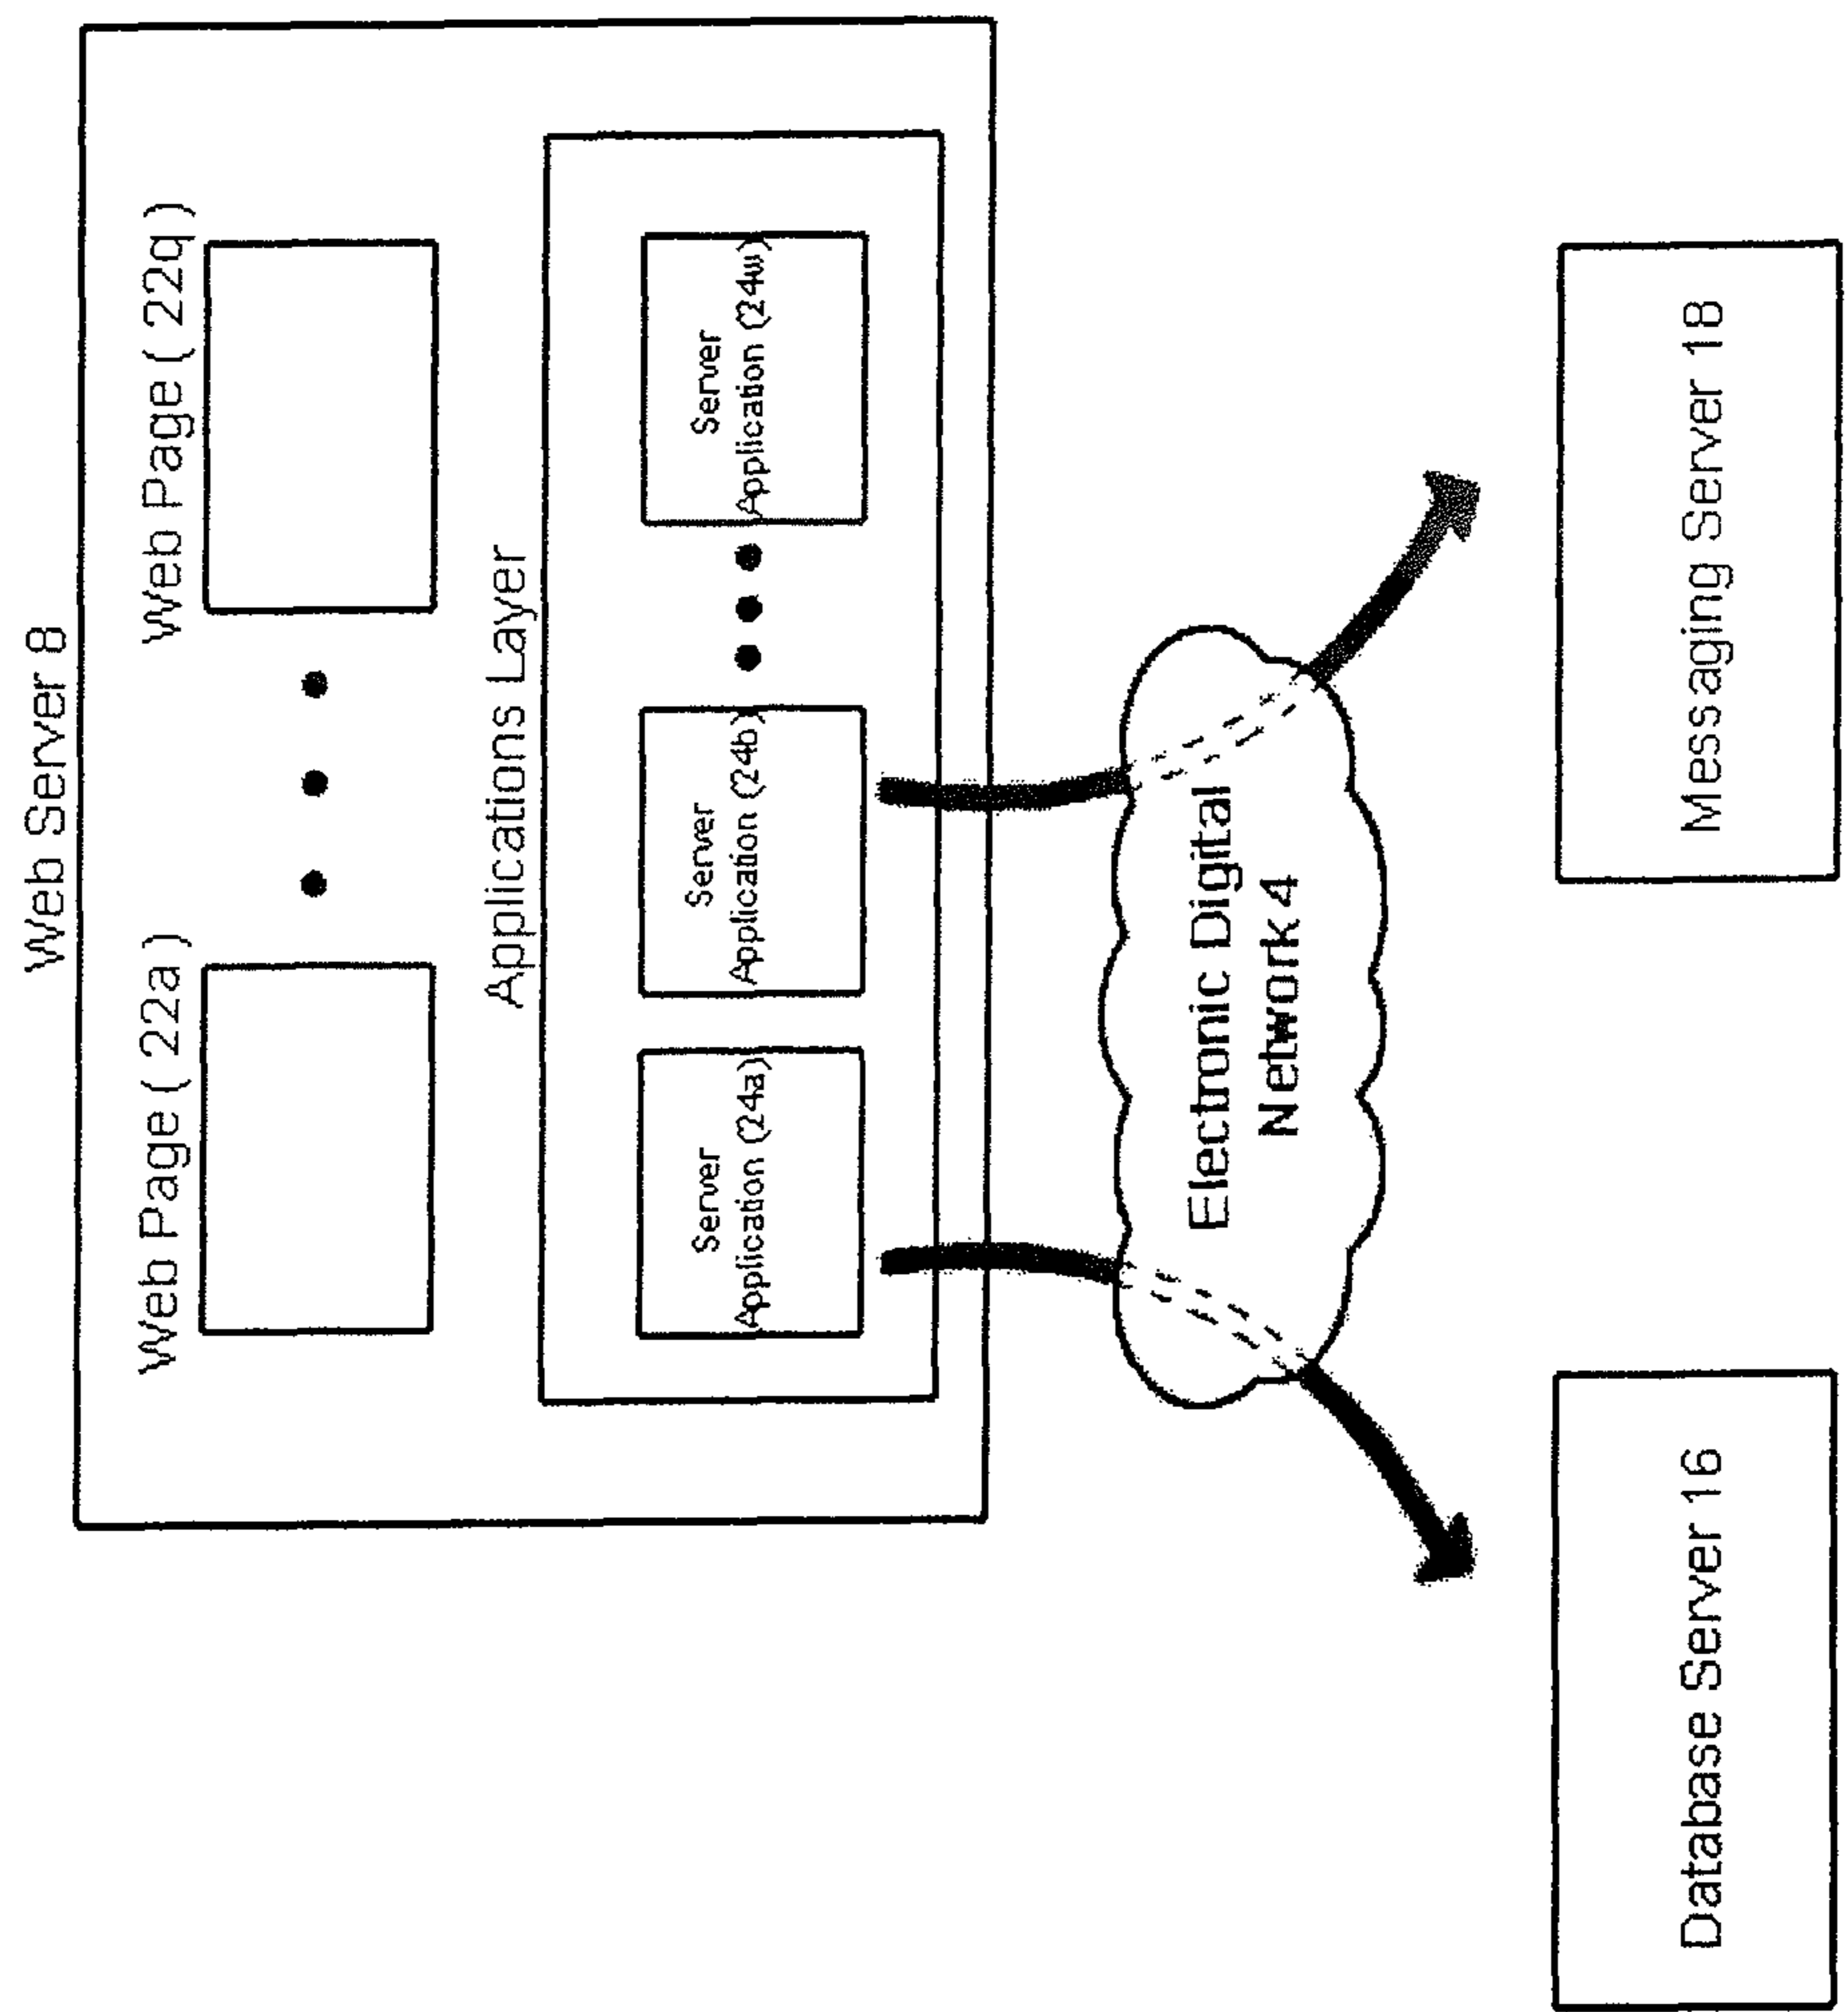 Web Server 8
Web Page ( 22a )
Web Page ( 22q )
Applications Layer
Server
Application (24a)
Server
Application (24b)
Server
Application (24w)
Electronic Digital
Network 4
Database Server 16
Messaging Server 18